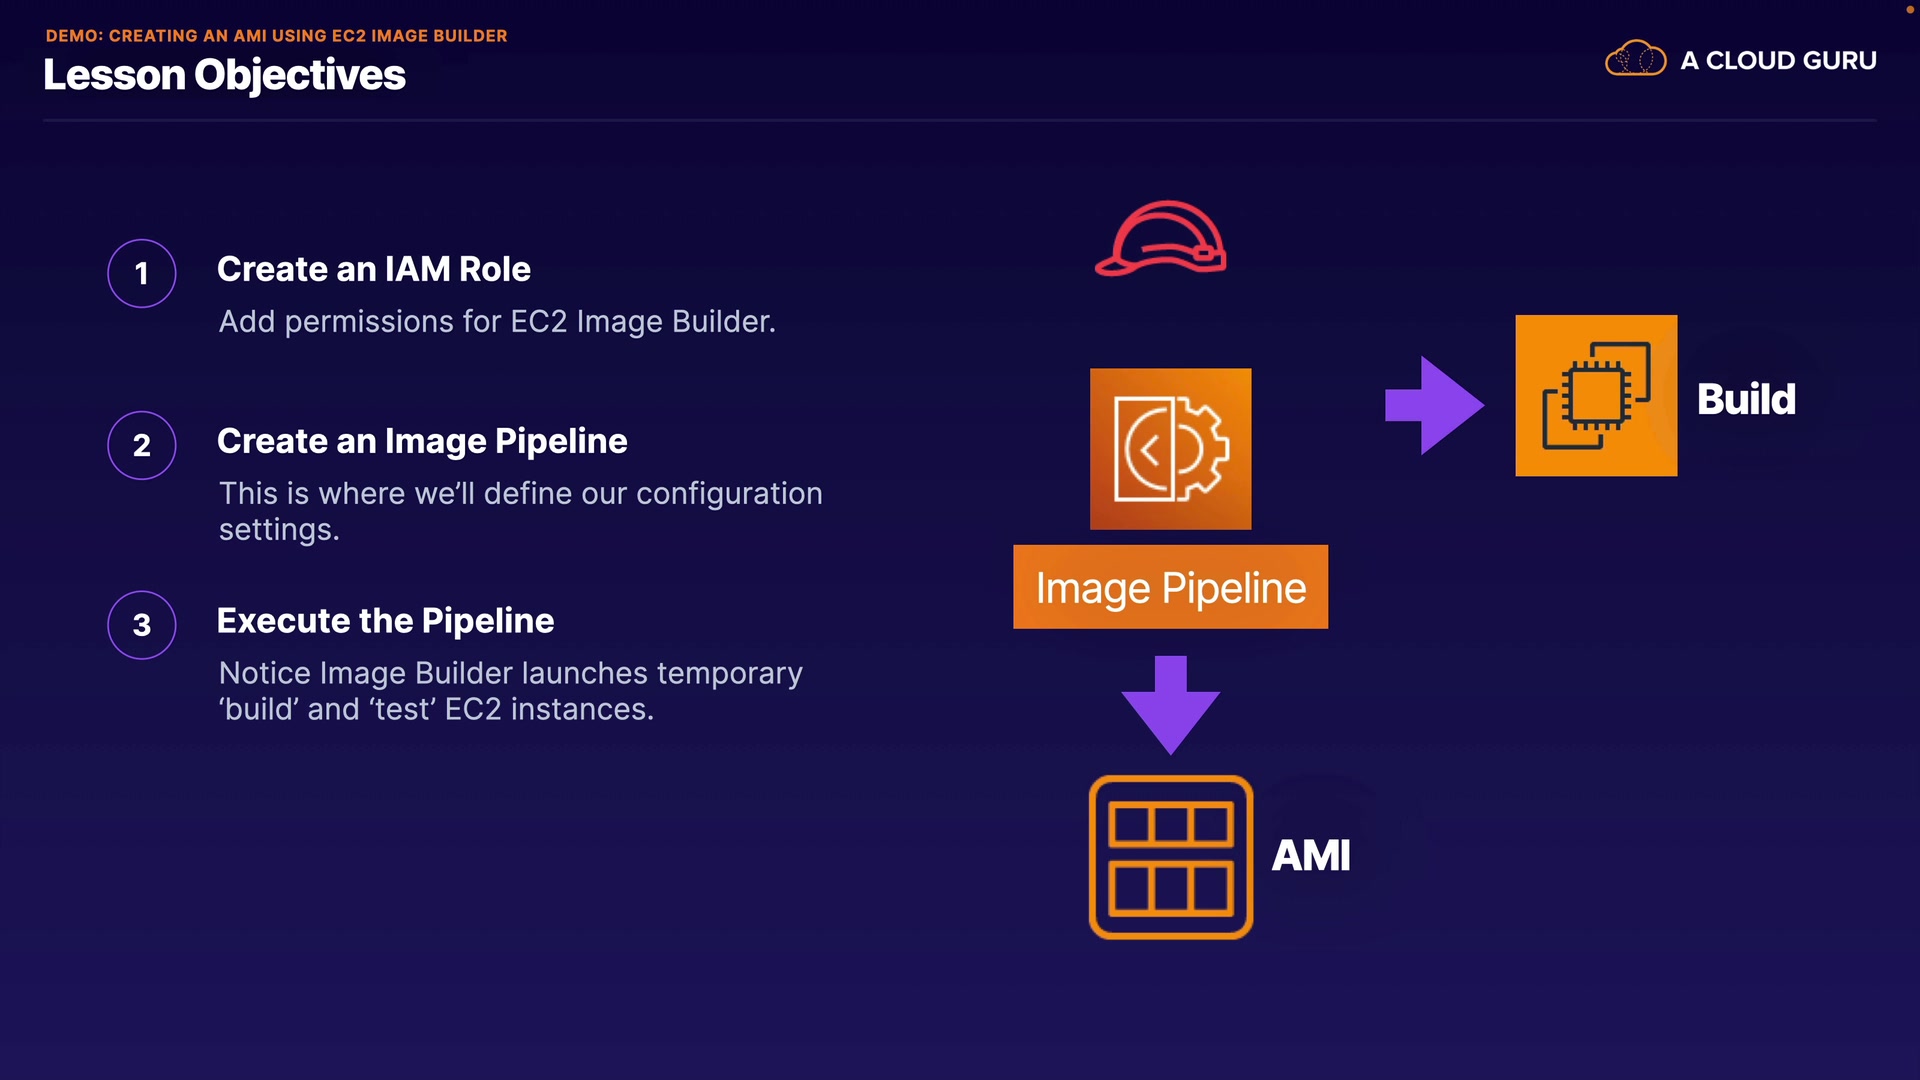 DEMO: CREATING AN AMI USING EC2 IMAGE BUILDER
Lesson Objectives
A CLOUD GURU
1
Create an IAM Role
Add permissions for EC2 Image Builder.
2
Create an Image Pipeline
This is where we’ll define our configuration
settings.
3
Execute the Pipeline
Notice Image Builder launches temporary
‘build’ and ‘test’ EC2 instances.
Build
Image Pipeline
AMI